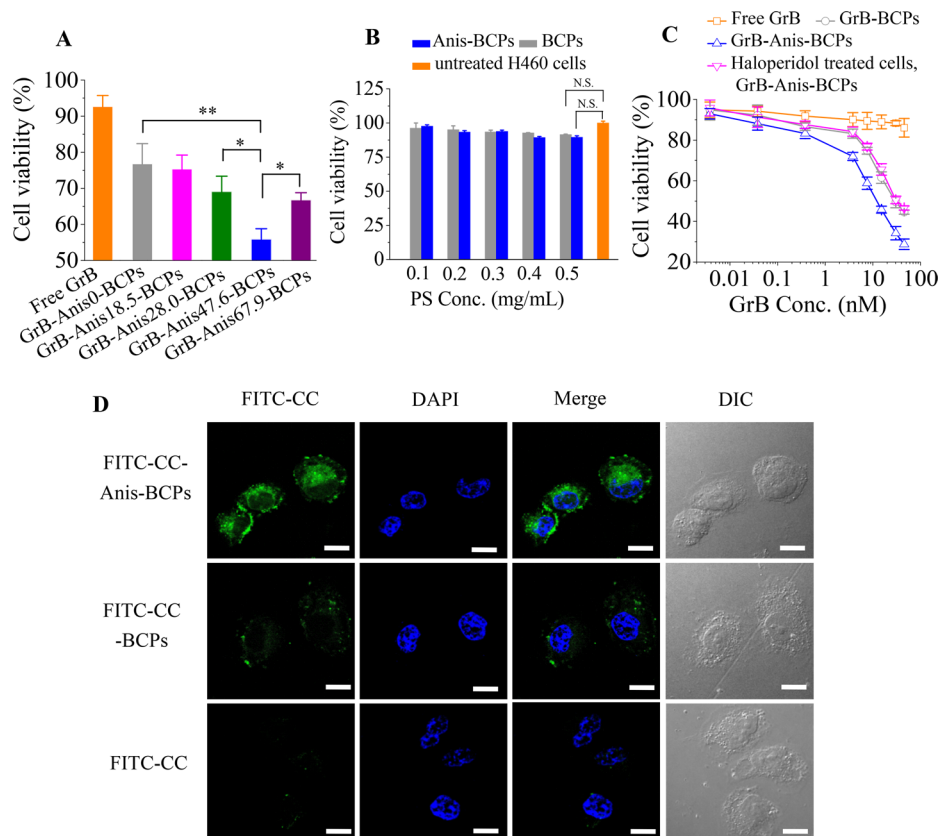 A
Cell viability (%)
90
80
70
60
50
Free GrB
GrB-Anis0-BCPs
GrB-Anis18.5-BCPs
GrB-Anis28.0-BCPs
GrB-Anis47.6-BCPs
GrB-Anis67.9-BCPs
**
*
*
B
Anis-BCPs BCPs
untreated H460 cells
Cell viability (%)
125
100
75
50
25
0
N.S.
N.S.
0.1 0.2 0.3 0.4 0.5
PS Conc. (mg/mL)
C
Free GrB GrB-BCPs
GrB-Anis-BCPs
Haloperidol treated cells,
GrB-Anis-BCPs
Cell viability (%)
100
80
60
40
20
0.01 0.1 1 10 100
GrB Conc. (nM)
D
FITC-CC DAPI Merge DIC
FITC-CC-
Anis-BCPs
FITC-CC
-BCPs
FITC-CC